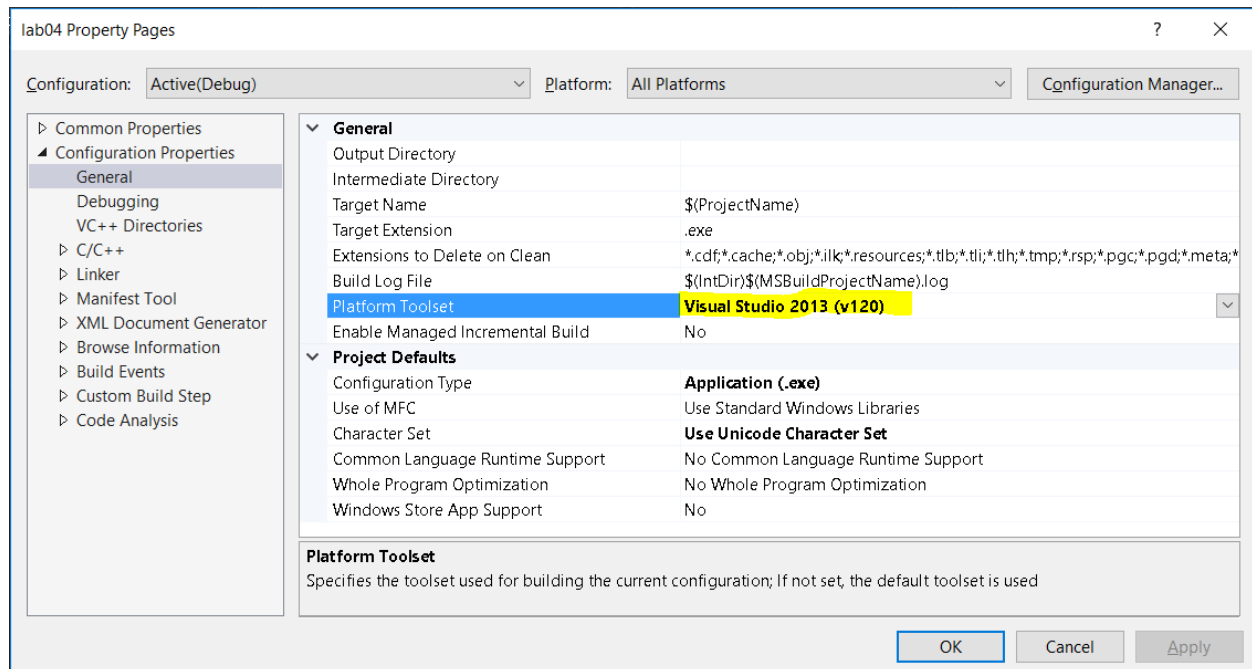 lab04 Property Pages
Configuration: Active(Debug) Platform: All Platforms Configuration Manager...
Common Properties
Configuration Properties
General
Debugging
VC++ Directories
C/C++
Linker
Manifest Tool
XML Document Generator
Browse Information
Build Events
Custom Build Step
Code Analysis
General
Output Directory
Intermediate Directory
Target Name $(ProjectName)
Target Extension .exe
Extensions to Delete on Clean *.cdf;*.cache;*.obj;*.ilk;*.resources;*.tlb;*.tli;*.tlh;*.tmp;*.rsp;*.pgc;*.pgd;*.meta;*
Build Log File $(IntDir)$(MSBuildProjectName).log
Platform Toolset Visual Studio 2013 (v120)
Enable Managed Incremental Build No
Project Defaults
Configuration Type Application (.exe)
Use of MFC Use Standard Windows Libraries
Character Set Use Unicode Character Set
Common Language Runtime Support No Common Language Runtime Support
Whole Program Optimization No Whole Program Optimization
Windows Store App Support No
Platform Toolset
Specifies the toolset used for building the current configuration; If not set, the default toolset is used
OK Cancel Apply